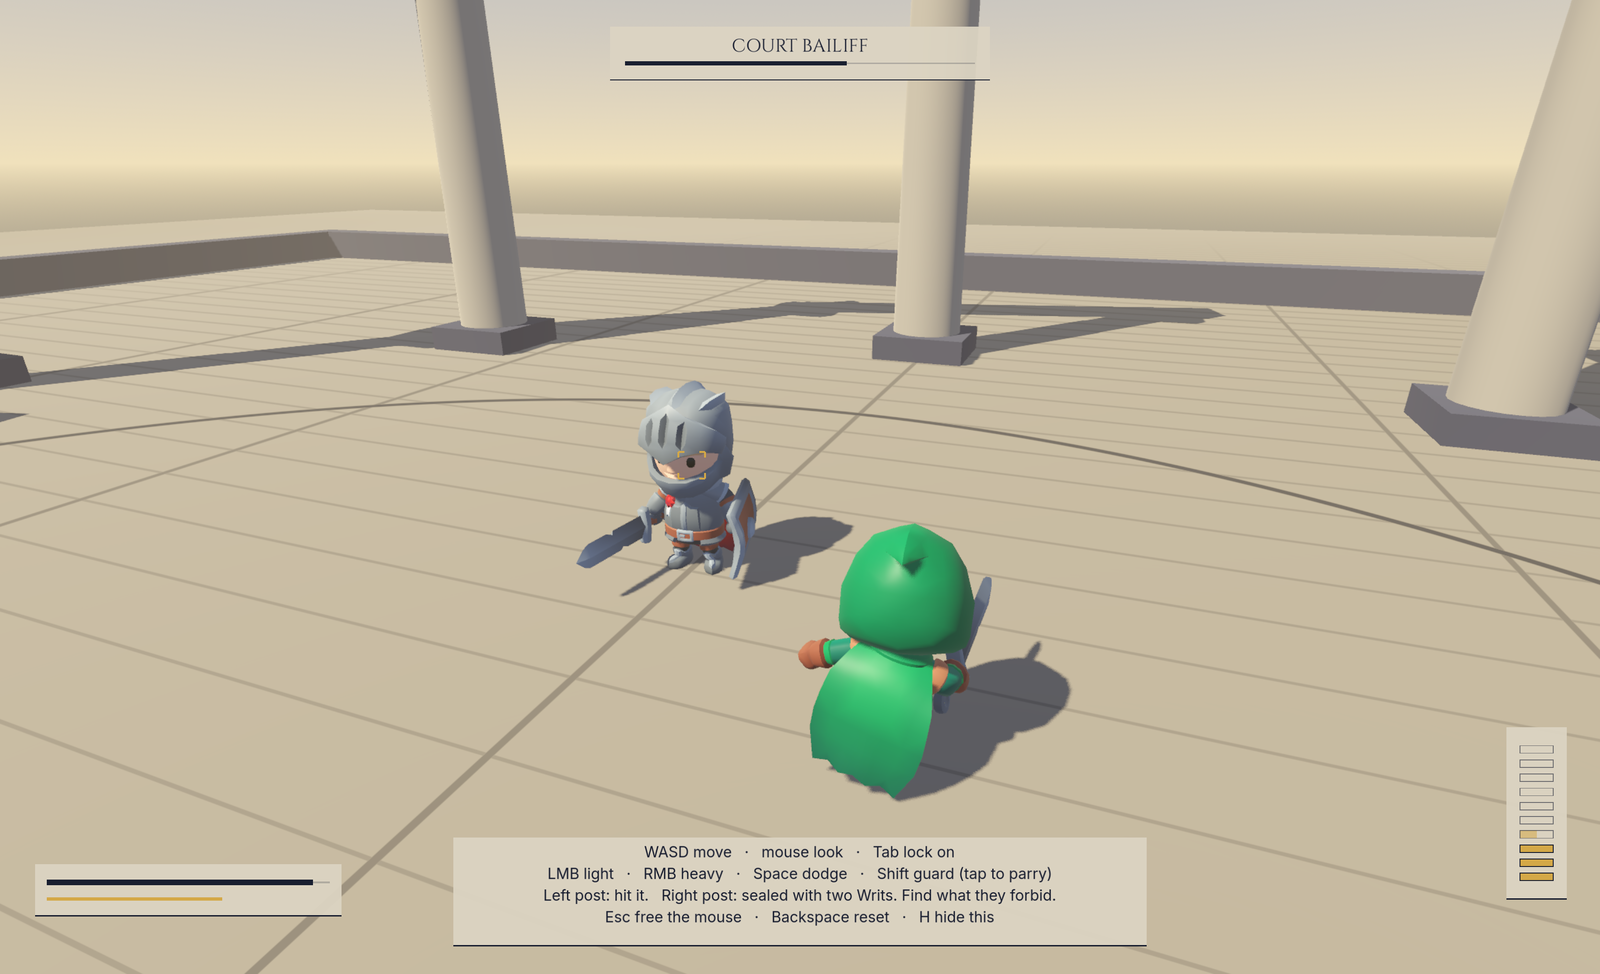 COURT BAILIFF
WASD move · mouse look · Tab lock on
LMB light · RMB heavy · Space dodge · Shift guard (tap to parry)
Left post: hit it. Right post: sealed with two Writs. Find what they forbid.
Esc free the mouse · Backspace reset · H hide this